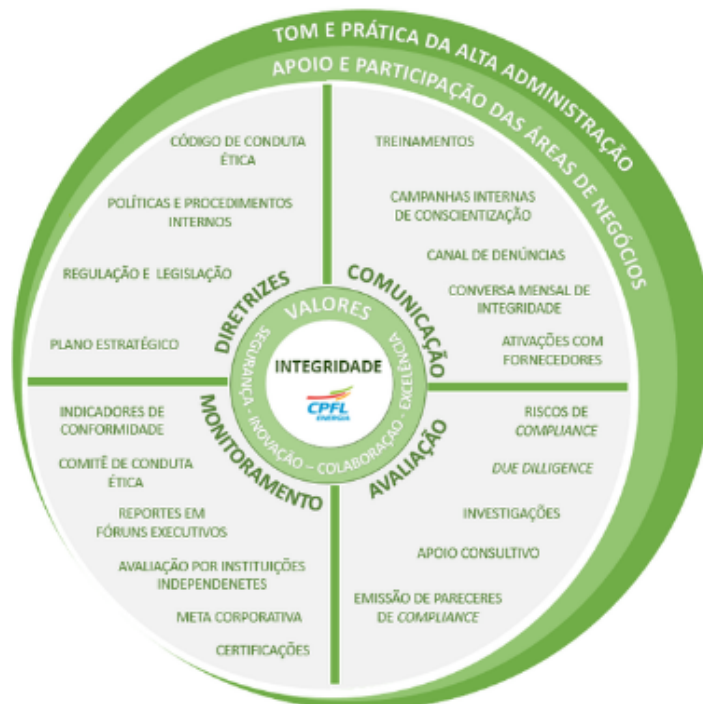 TOM E PRÁTICA DA ALTA ADMINISTRAÇÃO
APOIO E PARTICIPAÇÃO DAS ÁREAS DE NEGÓCIOS
DIRETRIZES
CÓDIGO DE CONDUTA
ÉTICA
POLÍTICAS E PROCEDIMENTOS
INTERNOS
REGULAÇÃO E LEGISLAÇÃO
PLANO ESTRATÉGICO
COMUNICAÇÃO
TREINAMENTOS
CAMPANHAS INTERNAS
DE CONSCIENTIZAÇÃO
CANAL DE DENÚNCIAS
CONVERSA MENSAL DE
INTEGRIDADE
ATIVAÇÕES COM
FORNECEDORES
VALORES
SEGURANÇA - INOVAÇÃO – COLABORAÇÃO - EXCELÊNCIA
INTEGRIDADE
CPFL
ENERGIA
MONITORAMENTO
INDICADORES DE
CONFORMIDADE
COMITÊ DE CONDUTA
ÉTICA
REPORTES EM
FÓRUNS EXECUTIVOS
AVALIAÇÃO POR INSTITUIÇÕES
INDEPENDENETES
META CORPORATIVA
CERTIFICAÇÕES
AVALIAÇÃO
RISCOS DE
COMPLIANCE
DUE DILLIGENCE
INVESTIGAÇÕES
APOIO CONSULTIVO
EMISSÃO DE PARECERES
DE COMPLIANCE